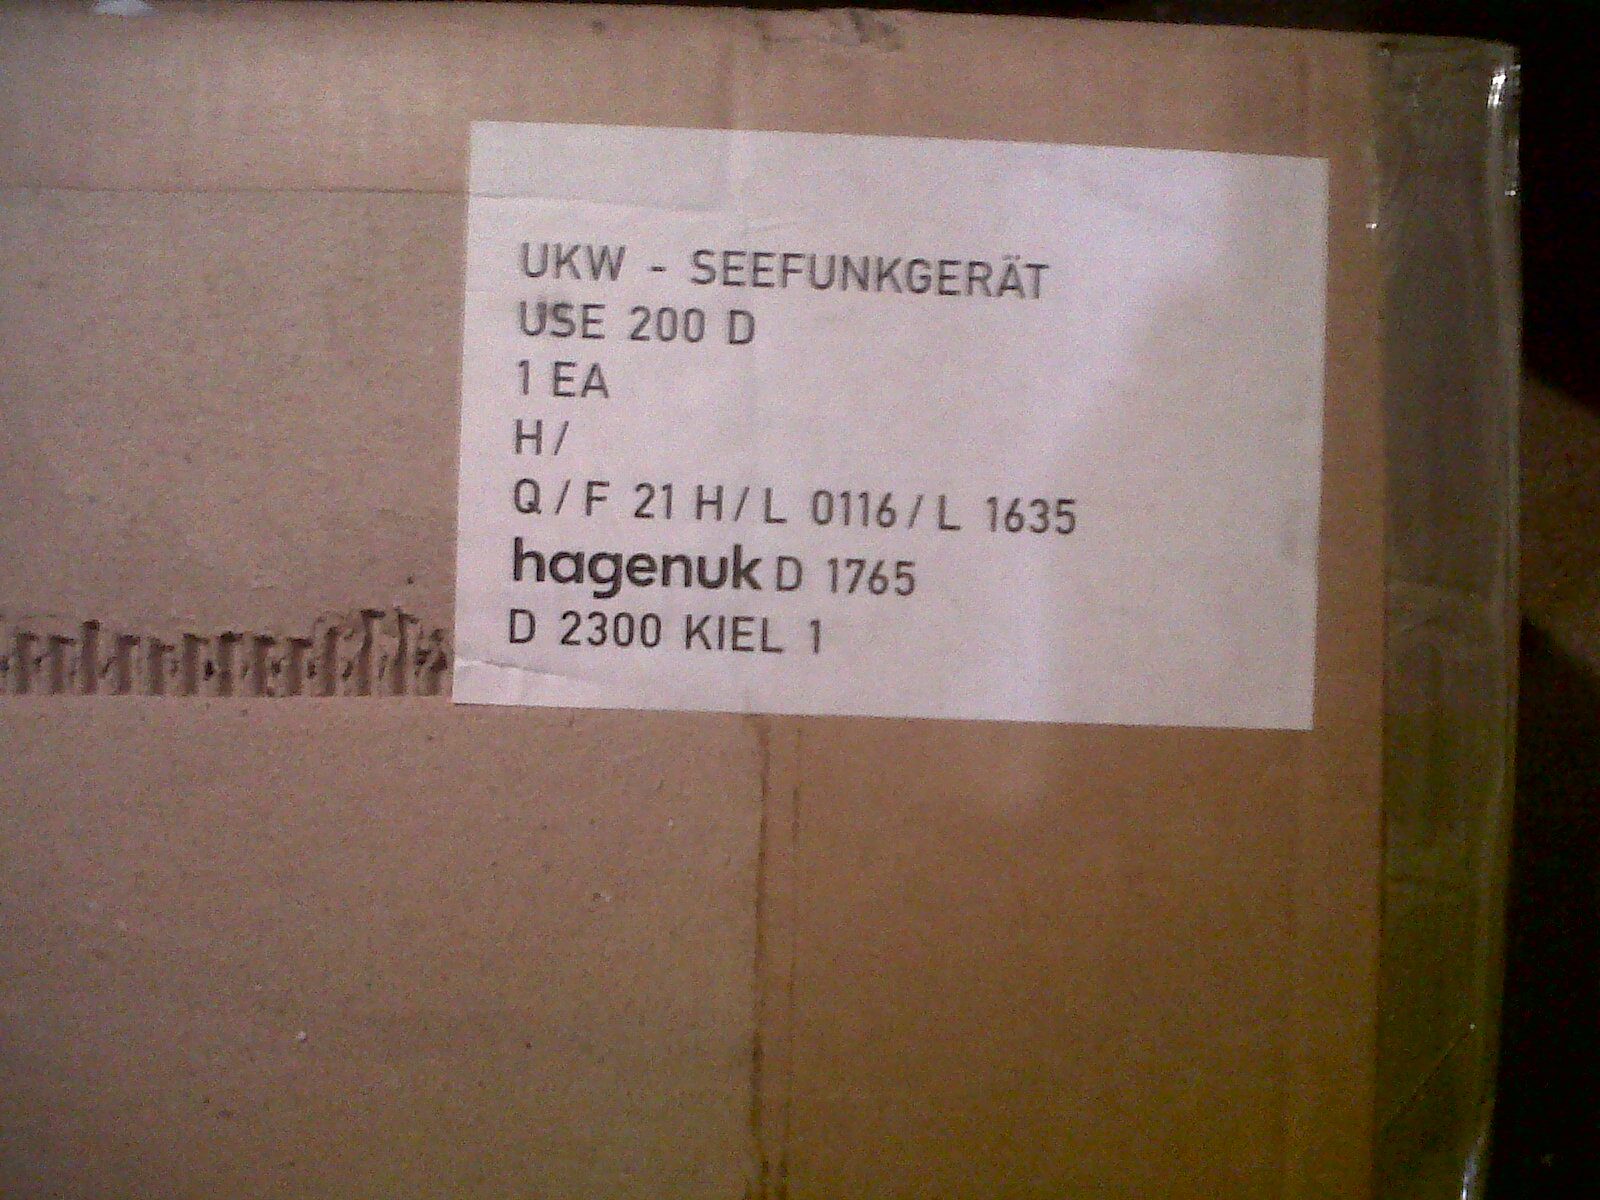 UKW - SEEFUNKGERÄT
USE 200 D
1 EA
H/
Q/F 21 H/L 0116/L 1635
hagenuk D 1765
D 2300 KIEL 1